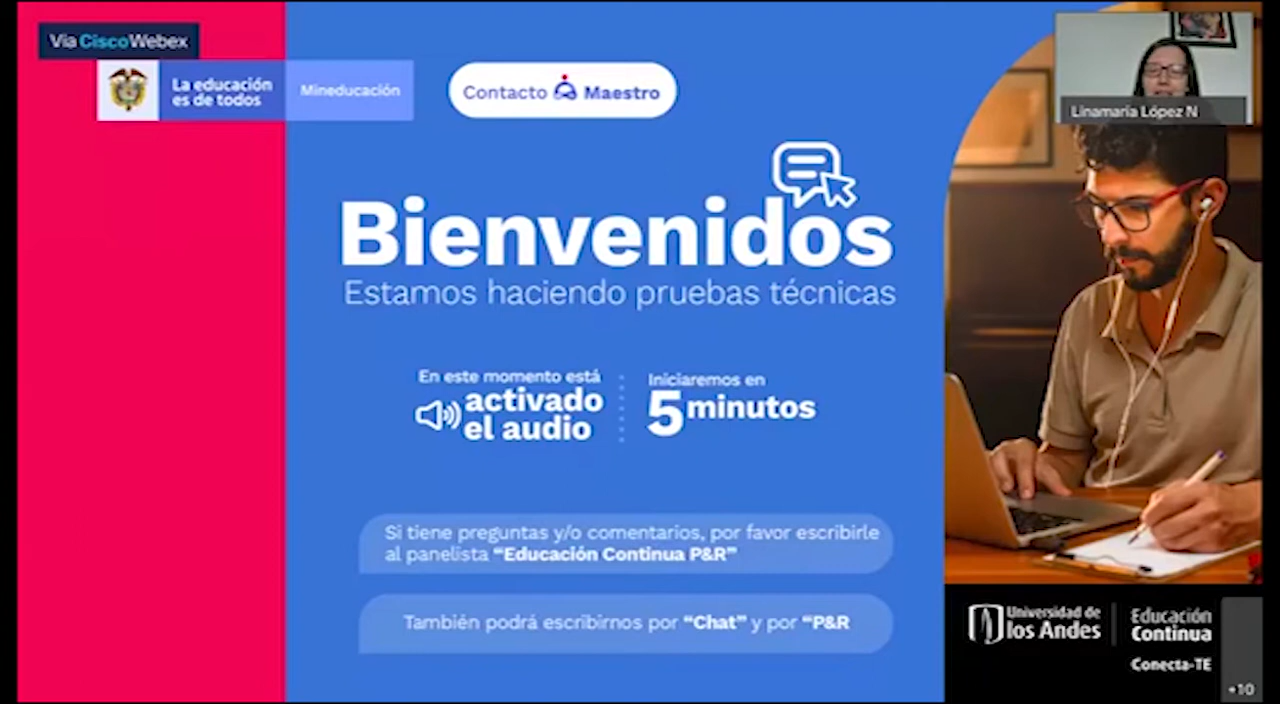 Via CiscoWebex
La educación
es de todos
Mineducación
Contacto Maestro
Linamaría López N
Bienvenidos
Estamos haciendo pruebas técnicas
En este momento está
activado
el audio
Iniciaremos en
5 minutos
Si tiene preguntas y/o comentarios, por favor escribirle
al panelista “Educación Continua P&R”
También podrá escribirnos por “Chat” y por “P&R
Universidad de
los Andes
Educación
Continua
Conecta-TE
+10